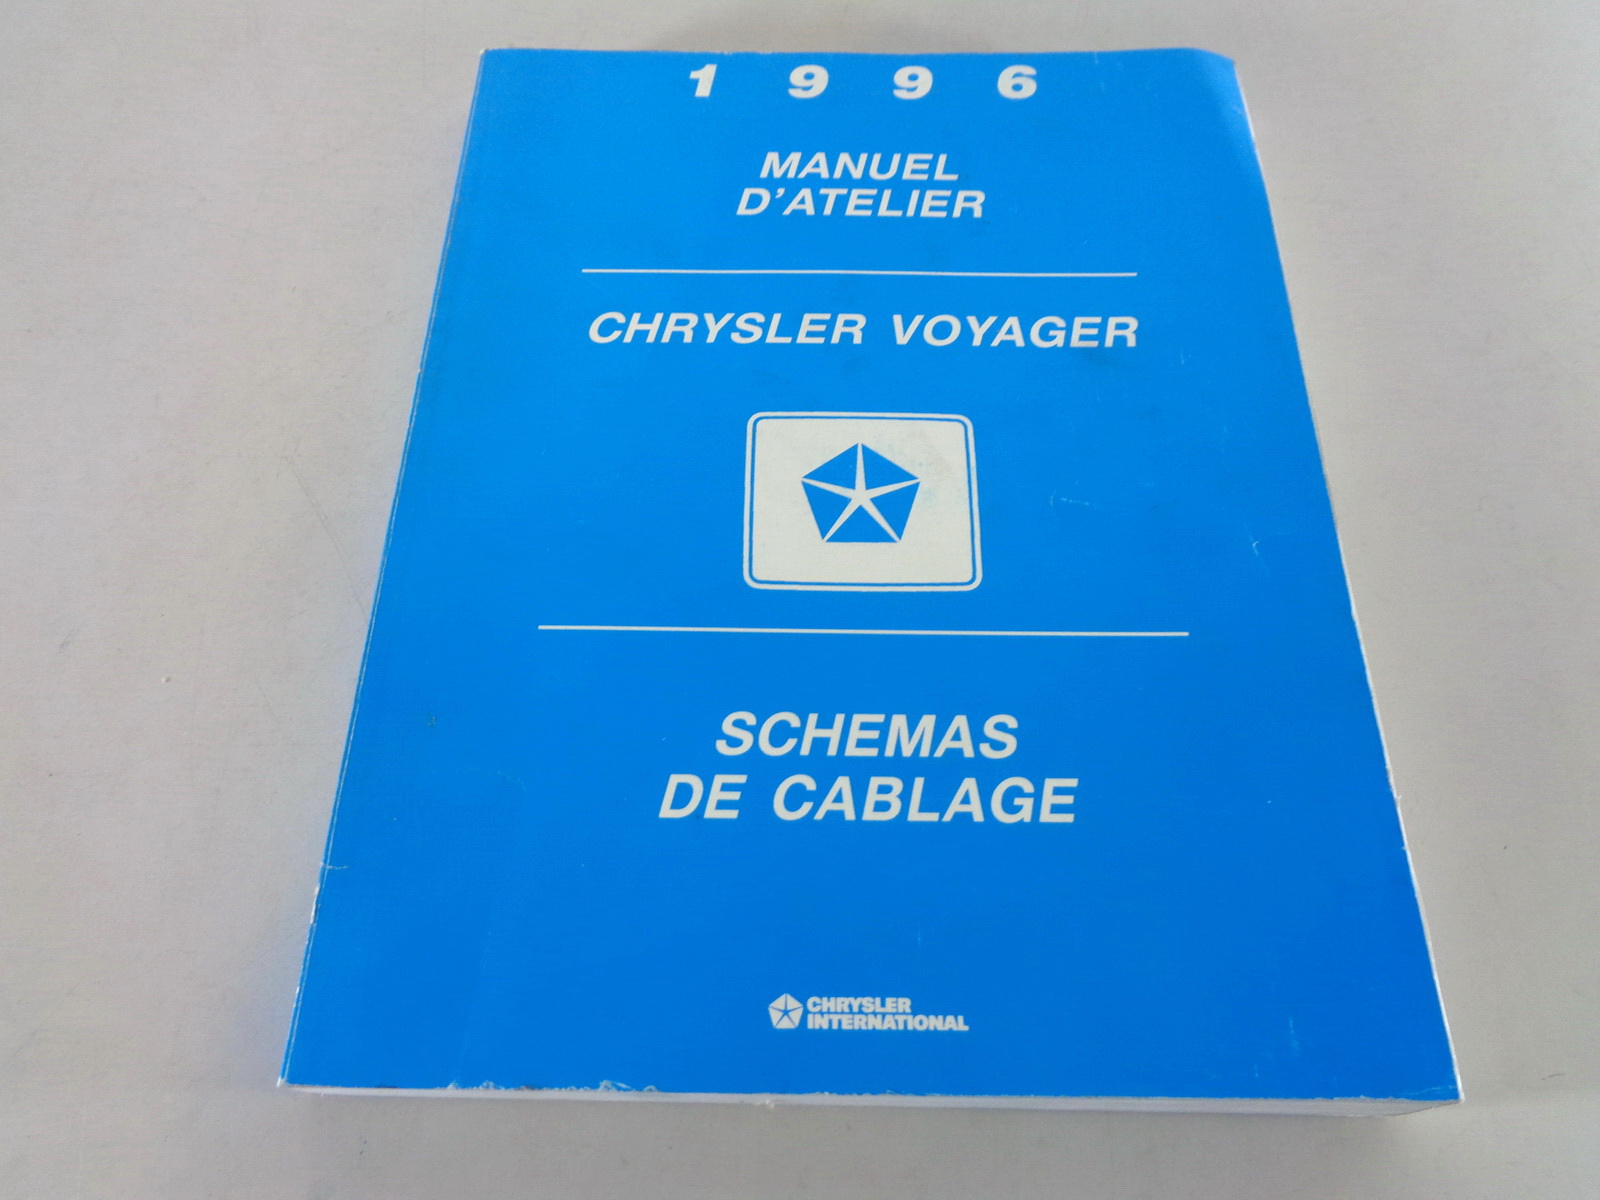 1 9 9 6
MANUEL
D'ATELIER
CHRYSLER VOYAGER
SCHEMAS
DE CABLAGE
CHRYSLER
INTERNATIONAL